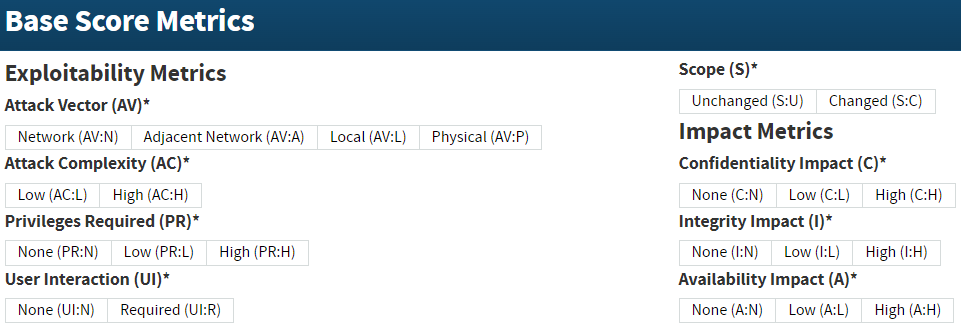 Base Score Metrics
Exploitability Metrics
Attack Vector (AV)*
Network (AV:N) Adjacent Network (AV:A) Local (AV:L) Physical (AV:P)
Attack Complexity (AC)*
Low (AC:L) High (AC:H)
Privileges Required (PR)*
None (PR:N) Low (PR:L) High (PR:H)
User Interaction (UI)*
None (UI:N) Required (UI:R)
Scope (S)*
Unchanged (S:U) Changed (S:C)
Impact Metrics
Confidentiality Impact (C)*
None (C:N) Low (C:L) High (C:H)
Integrity Impact (I)*
None (I:N) Low (I:L) High (I:H)
Availability Impact (A)*
None (A:N) Low (A:L) High (A:H)